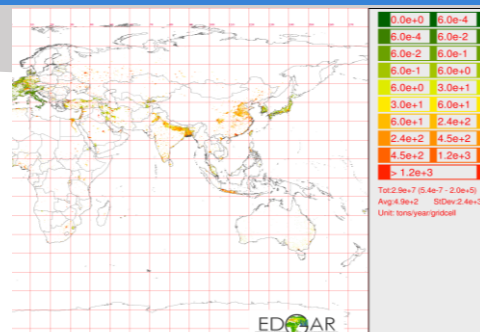 0.0e+0 6.0e-4
6.0e-4 6.0e-2
6.0e-2 6.0e-1
6.0e-1 6.0e+0
6.0e+0 3.0e+1
3.0e+1 6.0e+1
6.0e+1 2.4e+2
2.4e+2 4.5e+2
4.5e+2 1.2e+3
> 1.2e+3
Tot:2.9e+7 (5.4e-7 - 2.0e+5)
Avg:4.9e+2 StDev:2.4e+3
Unit: tons/year/gridcell
EDGAR